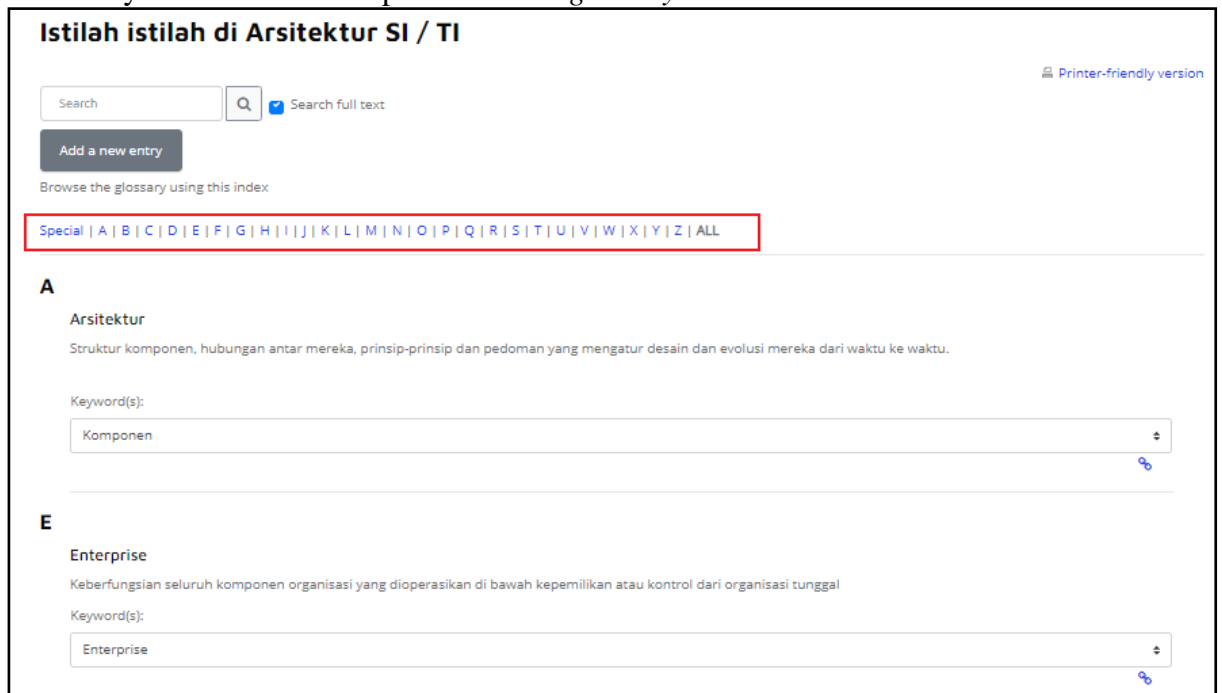 Istilah istilah di Arsitektur SI / TI
Printer-friendly version
Search
Search full text
Add a new entry
Browse the glossary using this index
Special | A | B | C | D | E | F | G | H | I | J | K | L | M | N | O | P | Q | R | S | T | U | V | W | X | Y | Z | ALL
A
Arsitektur
Struktur komponen, hubungan antar mereka, prinsip-prinsip dan pedoman yang mengatur desain dan evolusi mereka dari waktu ke waktu.
Keyword(s):
Komponen
E
Enterprise
Keberfungsian seluruh komponen organisasi yang dioperasikan di bawah kepemilikan atau kontrol dari organisasi tunggal
Keyword(s):
Enterprise